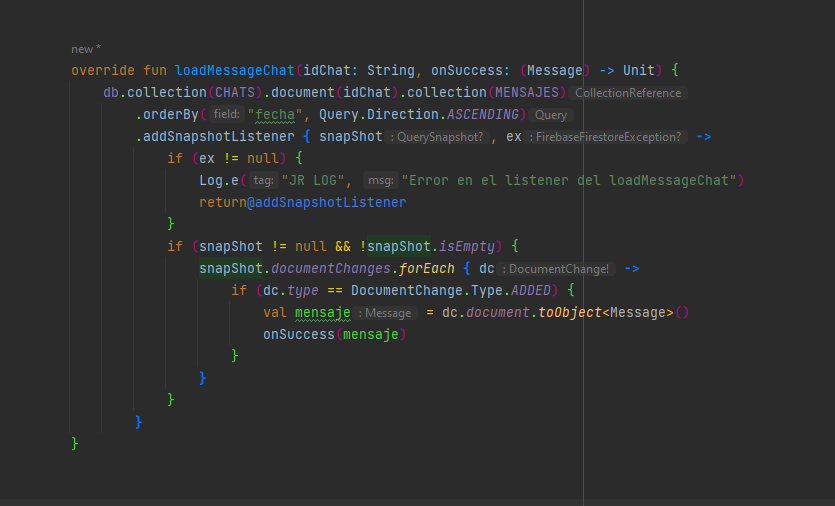 new *
override fun loadMessageChat(idChat: String, onSuccess: (Message) -> Unit) {
db.collection(CHATS).document(idChat).collection(MENSAJES) CollectionReference
.orderBy( field: "fecha", Query.Direction.ASCENDING) Query
.addSnapshotListener { snapShot : QuerySnapshot? , ex : FirebaseFirestoreException? ->
if (ex != null) {
Log.e( tag: "JR LOG", msg: "Error en el listener del loadMessageChat")
return@addSnapshotListener
}
if (snapShot != null && !snapShot.isEmpty) {
snapShot.documentChanges.forEach { dc : DocumentChange! ->
if (dc.type == DocumentChange.Type.ADDED) {
val mensaje : Message = dc.document.toObject<Message>()
onSuccess(mensaje)
}
}
}
}
}